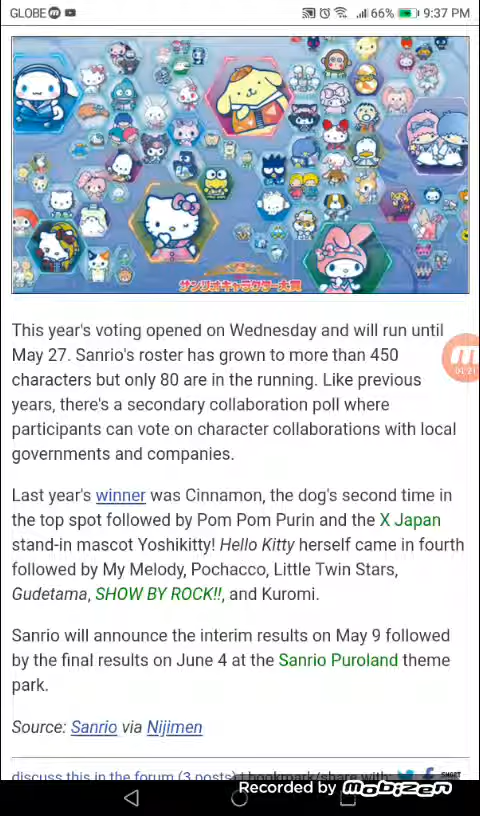 GLOBE 66% 9:37 PM
サンリオキャラクター大賞
This year's voting opened on Wednesday and will run until
May 27. Sanrio's roster has grown to more than 450
characters but only 80 are in the running. Like previous
years, there's a secondary collaboration poll where
participants can vote on character collaborations with local
governments and companies.
04:21
Last year's winner was Cinnamon, the dog's second time in
the top spot followed by Pom Pom Purin and the X Japan
stand-in mascot Yoshikitty! Hello Kitty herself came in fourth
followed by My Melody, Pochacco, Little Twin Stars,
Gudetama, SHOW BY ROCK!!, and Kuromi.
Sanrio will announce the interim results on May 9 followed
by the final results on June 4 at the Sanrio Puroland theme
park.
Source: Sanrio via Nijimen
discuss this in the forum (3 posts) | bookmark/share with:
Recorded by mobizen